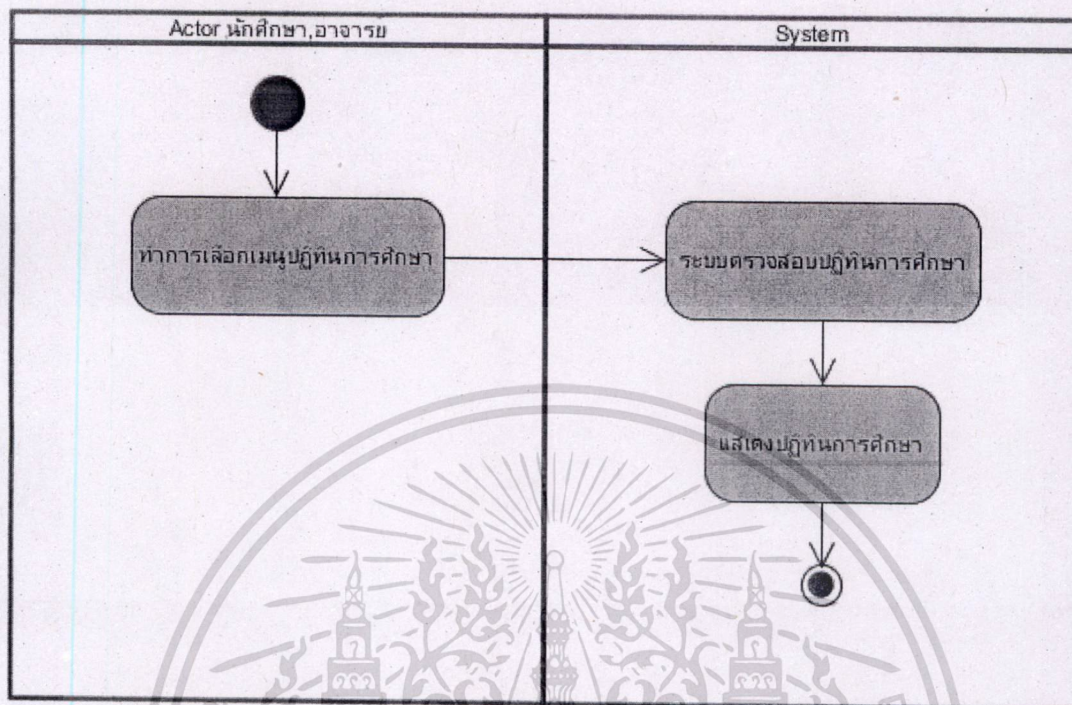 Actor นักศึกษา,อาจารย์
System
ทำการเลือกเมนูปฏิทินการศึกษา
ระบบตรวจสอบปฏิทินการศึกษา
แสดงปฏิทินการศึกษา